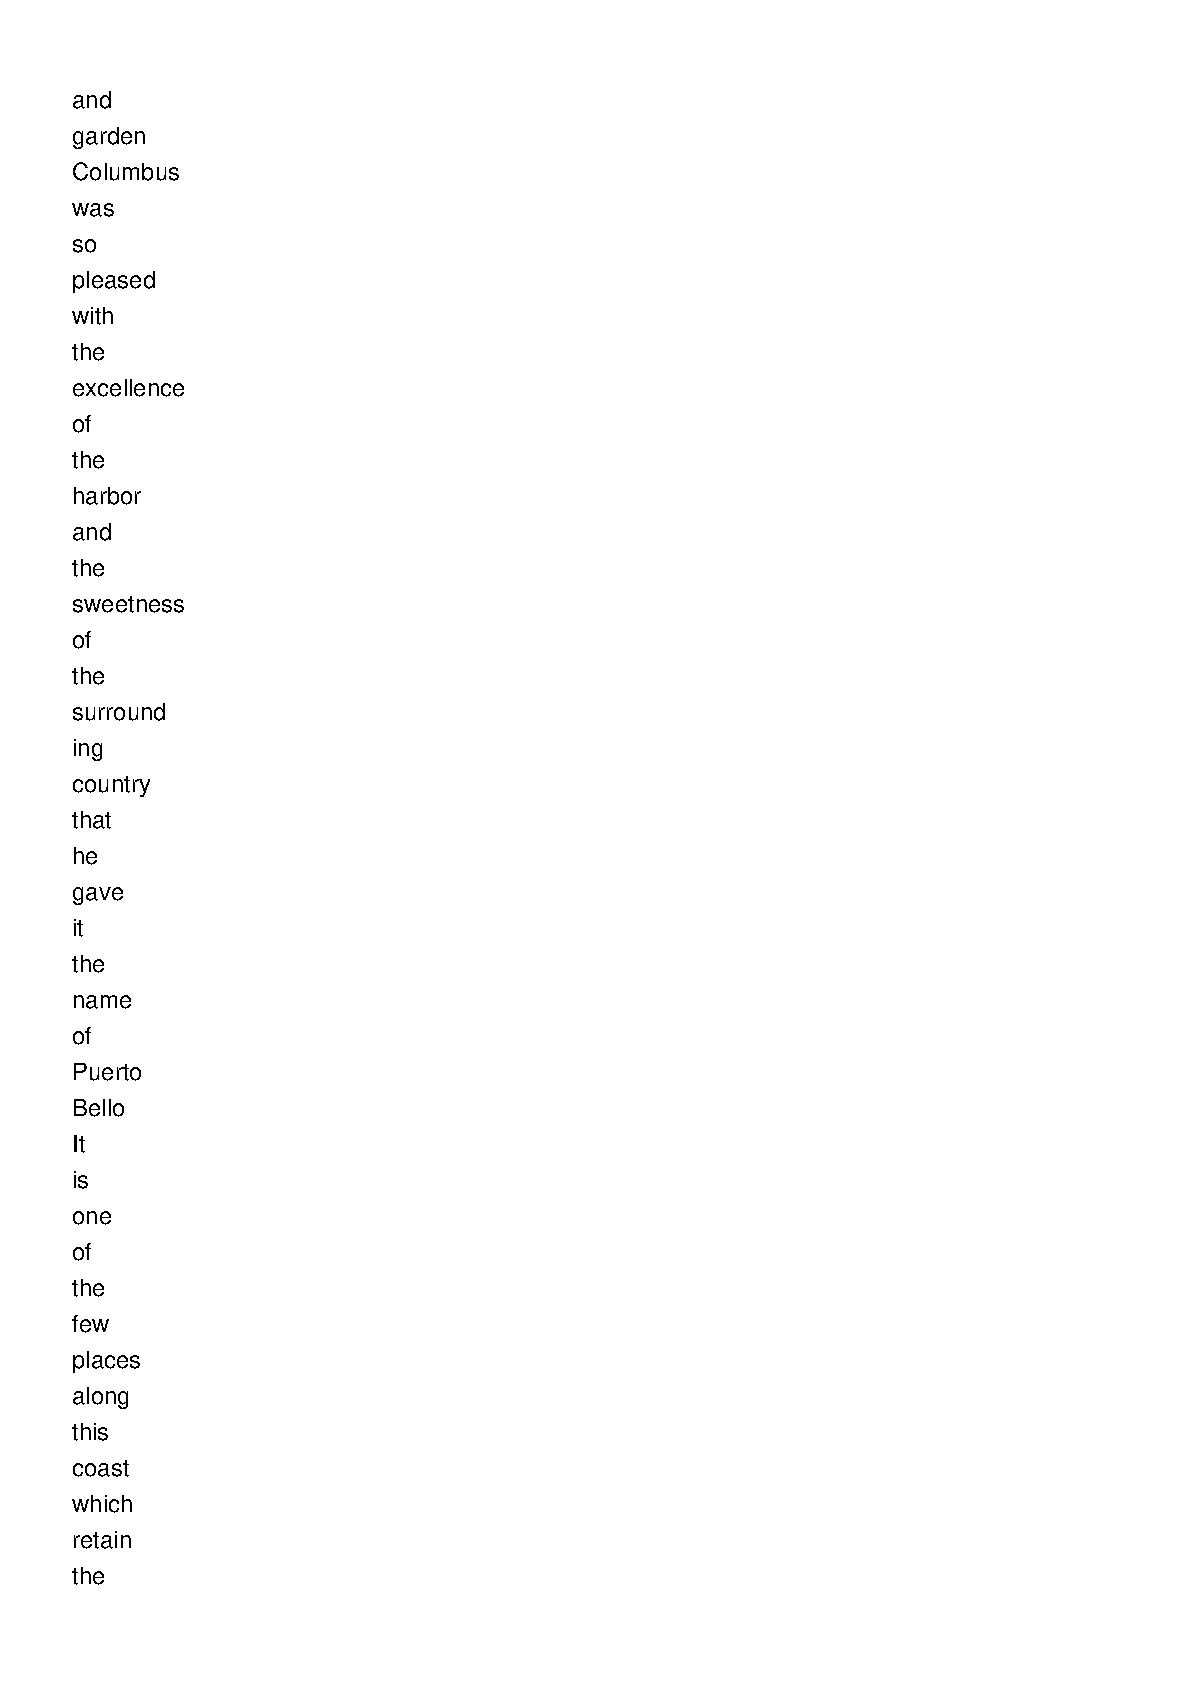 and
garden
Columbus
was
so
pleased
with
the
excellence
of
the
harbor
and
the
sweetness
of
the
surround
ing
country
that
he
gave
it
the
name
of
Puerto
Bello
It
is
one
of
the
few
places
along
this
coast
which
retain
the